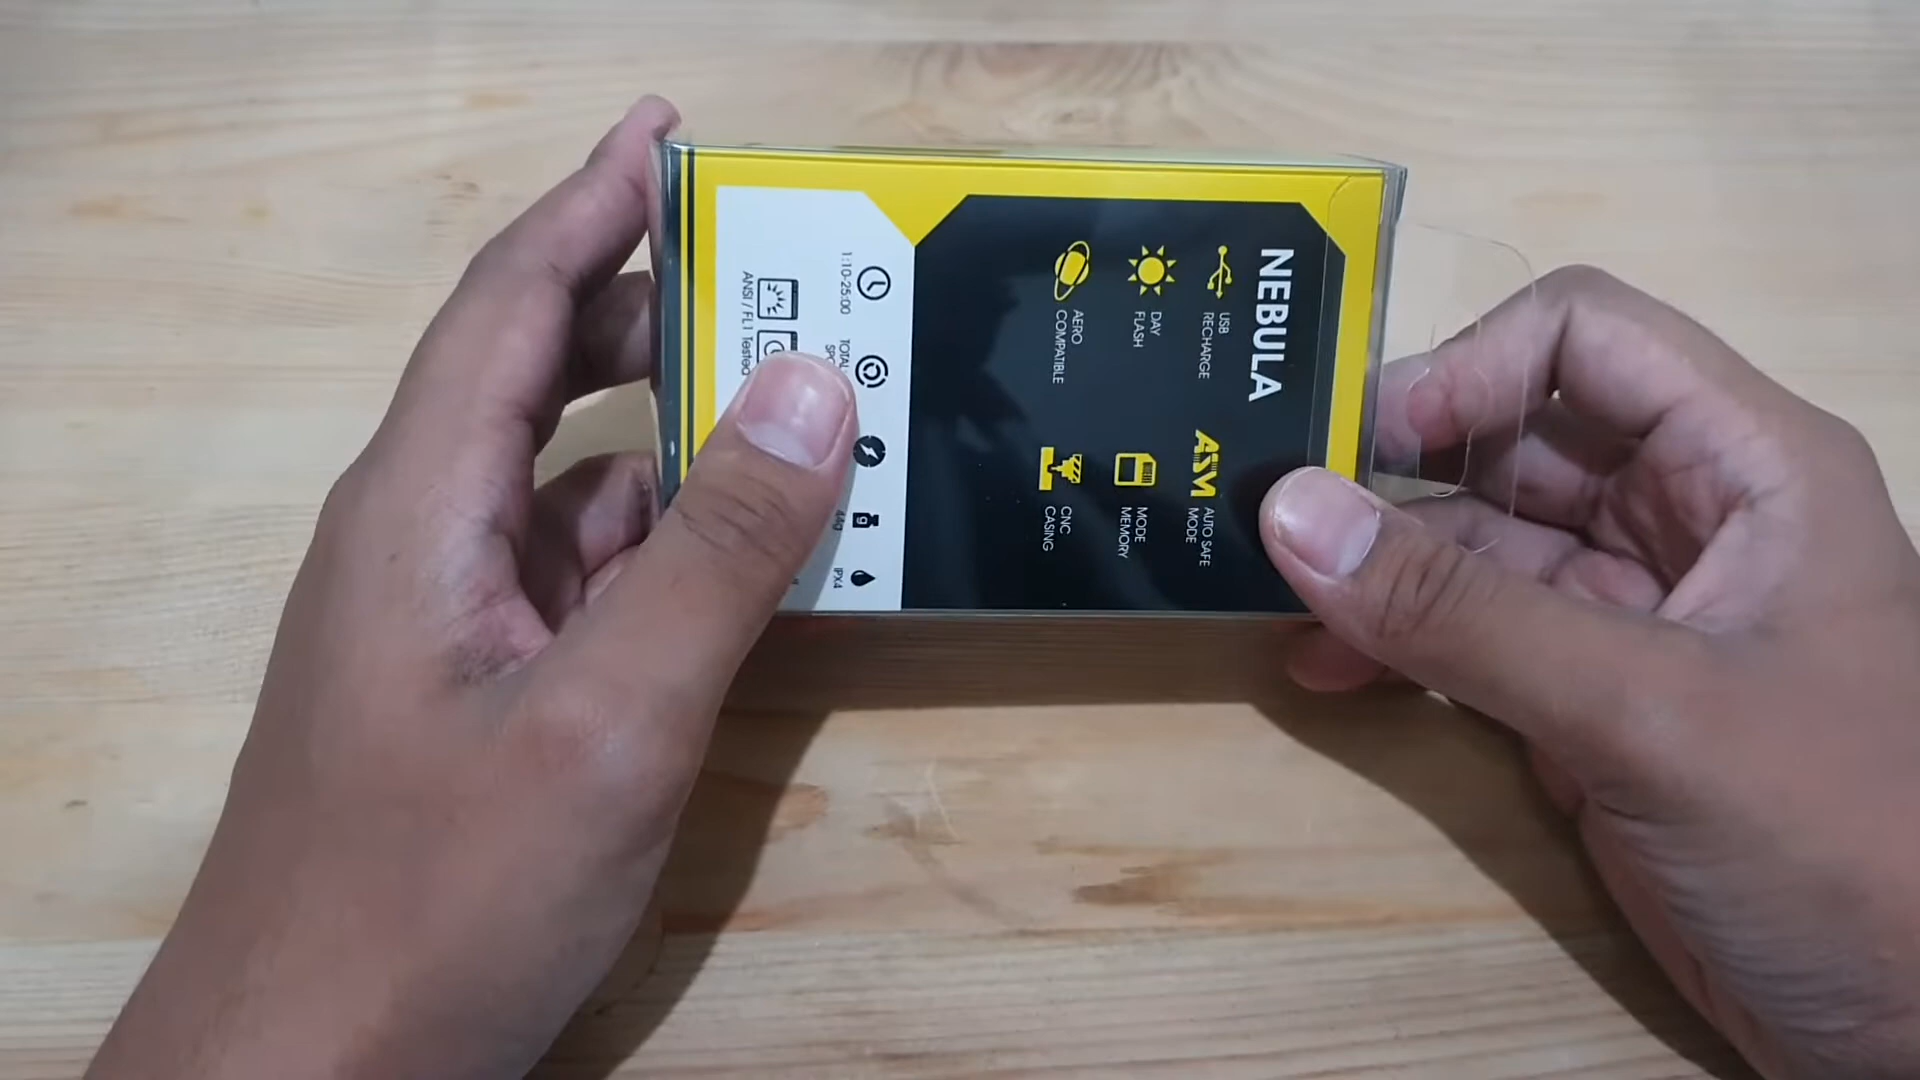 NEBULA
USB
RECHARGE
AUTO SAFE
MODE
DAY
FLASH
MODE
MEMORY
AERO
COMPATIBLE
CNC
CASING
1:10-25:00
TOTAL
44g
IPX4
ANSI / FL1 Tested